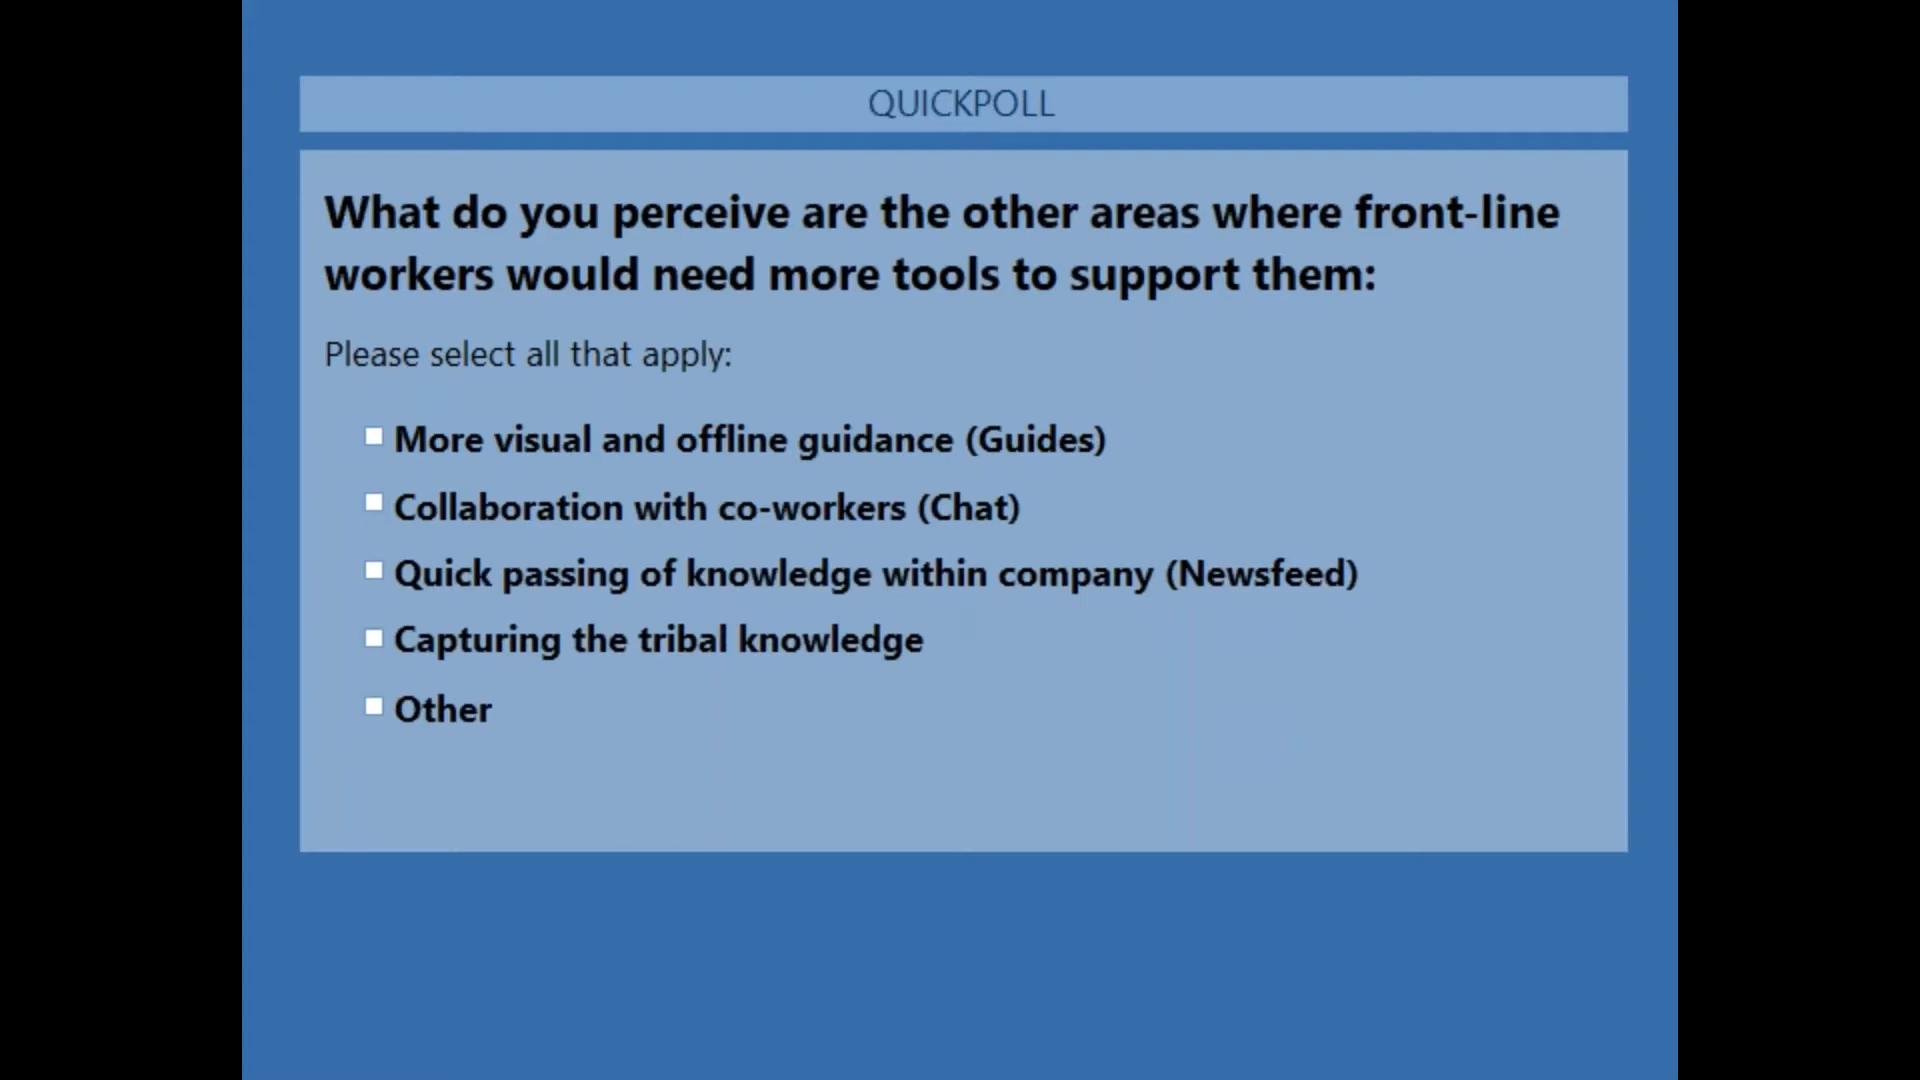 QUICKPOLL
What do you perceive are the other areas where front-line
workers would need more tools to support them:
Please select all that apply:
More visual and offline guidance (Guides)
Collaboration with co-workers (Chat)
Quick passing of knowledge within company (Newsfeed)
Capturing the tribal knowledge
Other